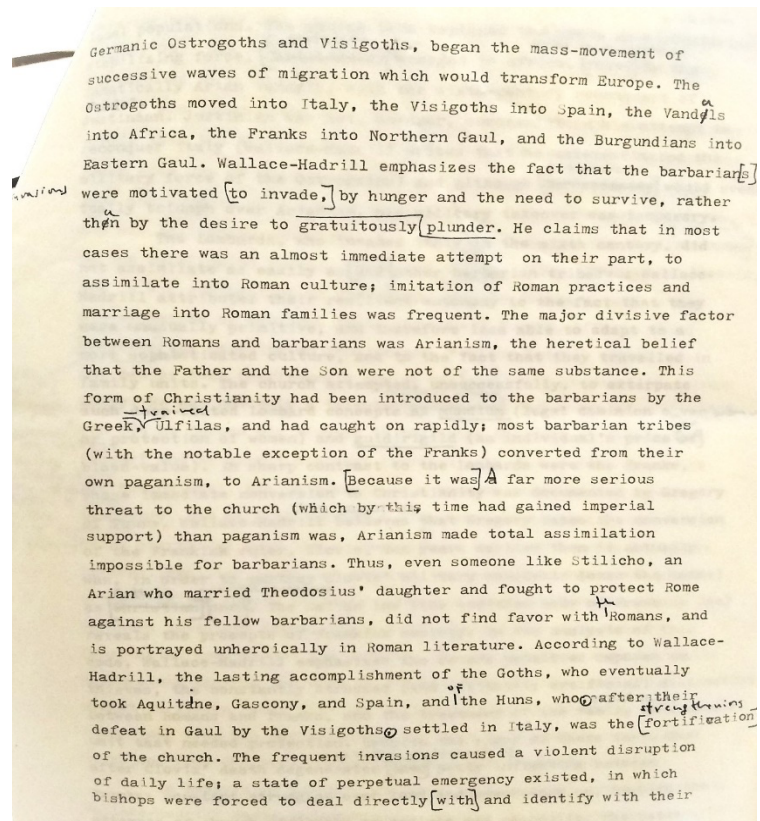 Germanic Ostrogoths and Visigoths, began the mass-movement of
successive waves of migration which would transform Europe. The
Ostrogoths moved into Italy, the Visigoths into Spain, the Vandals
a
into Africa, the Franks into Northern Gaul, and the Burgundians into
Eastern Gaul. Wallace-Hadrill emphasizes the fact that the barbarian[s]
were motivated [to invade,] by hunger and the need to survive, rather
a
then by the desire to gratuitously[plunder. He claims that in most
cases there was an almost immediate attempt on their part, to
assimilate into Roman culture; imitation of Roman practices and
marriage into Roman families was frequent. The major divisive factor
between Romans and barbarians was Arianism, the heretical belief
that the Father and the Son were not of the same substance. This
form of Christianity had been introduced to the barbarians by the
-trained
Greek, Ulfilas, and had caught on rapidly; most barbarian tribes
(with the notable exception of the Franks) converted from their
own paganism, to Arianism. [Because it was] A far more serious
threat to the church (which by this time had gained imperial
support) than paganism was, Arianism made total assimilation
impossible for barbarians. Thus, even someone like Stilicho, an
Arian who married Theodosius' daughter and fought to protect Rome
the
against his fellow barbarians, did not find favor with Romans, and
is portrayed unheroically in Roman literature. According to Wallace-
Hadrill, the lasting accomplishment of the Goths, who eventually
of
took Aquitaine, Gascony, and Spain, and the Huns, who, after their
strengthening
defeat in Gaul by the Visigoths, settled in Italy, was the [fortification]
of the church. The frequent invasions caused a violent disruption
of daily life; a state of perpetual emergency existed, in which
bishops were forced to deal directly [with] and identify with their